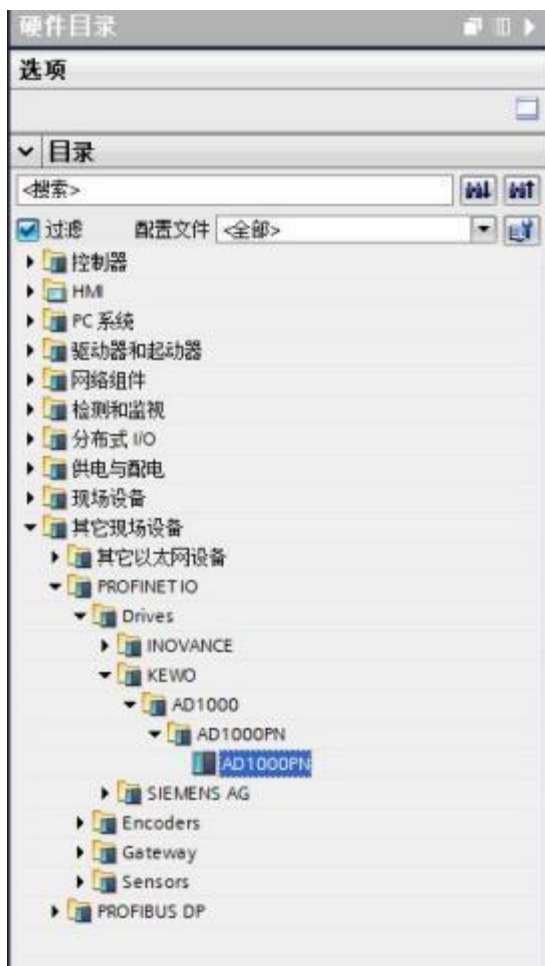 硬件目录
选项
目录
<搜索>
过滤 配置文件 <全部>
控制器
HMI
PC 系统
驱动器和起动器
网络组件
检测和监视
分布式 I/O
供电与配电
现场设备
其它现场设备
其它以太网设备
PROFINET IO
Drives
INOVANCE
KEWO
AD1000
AD1000PN
AD1000PN
SIEMENS AG
Encoders
Gateway
Sensors
PROFIBUS DP